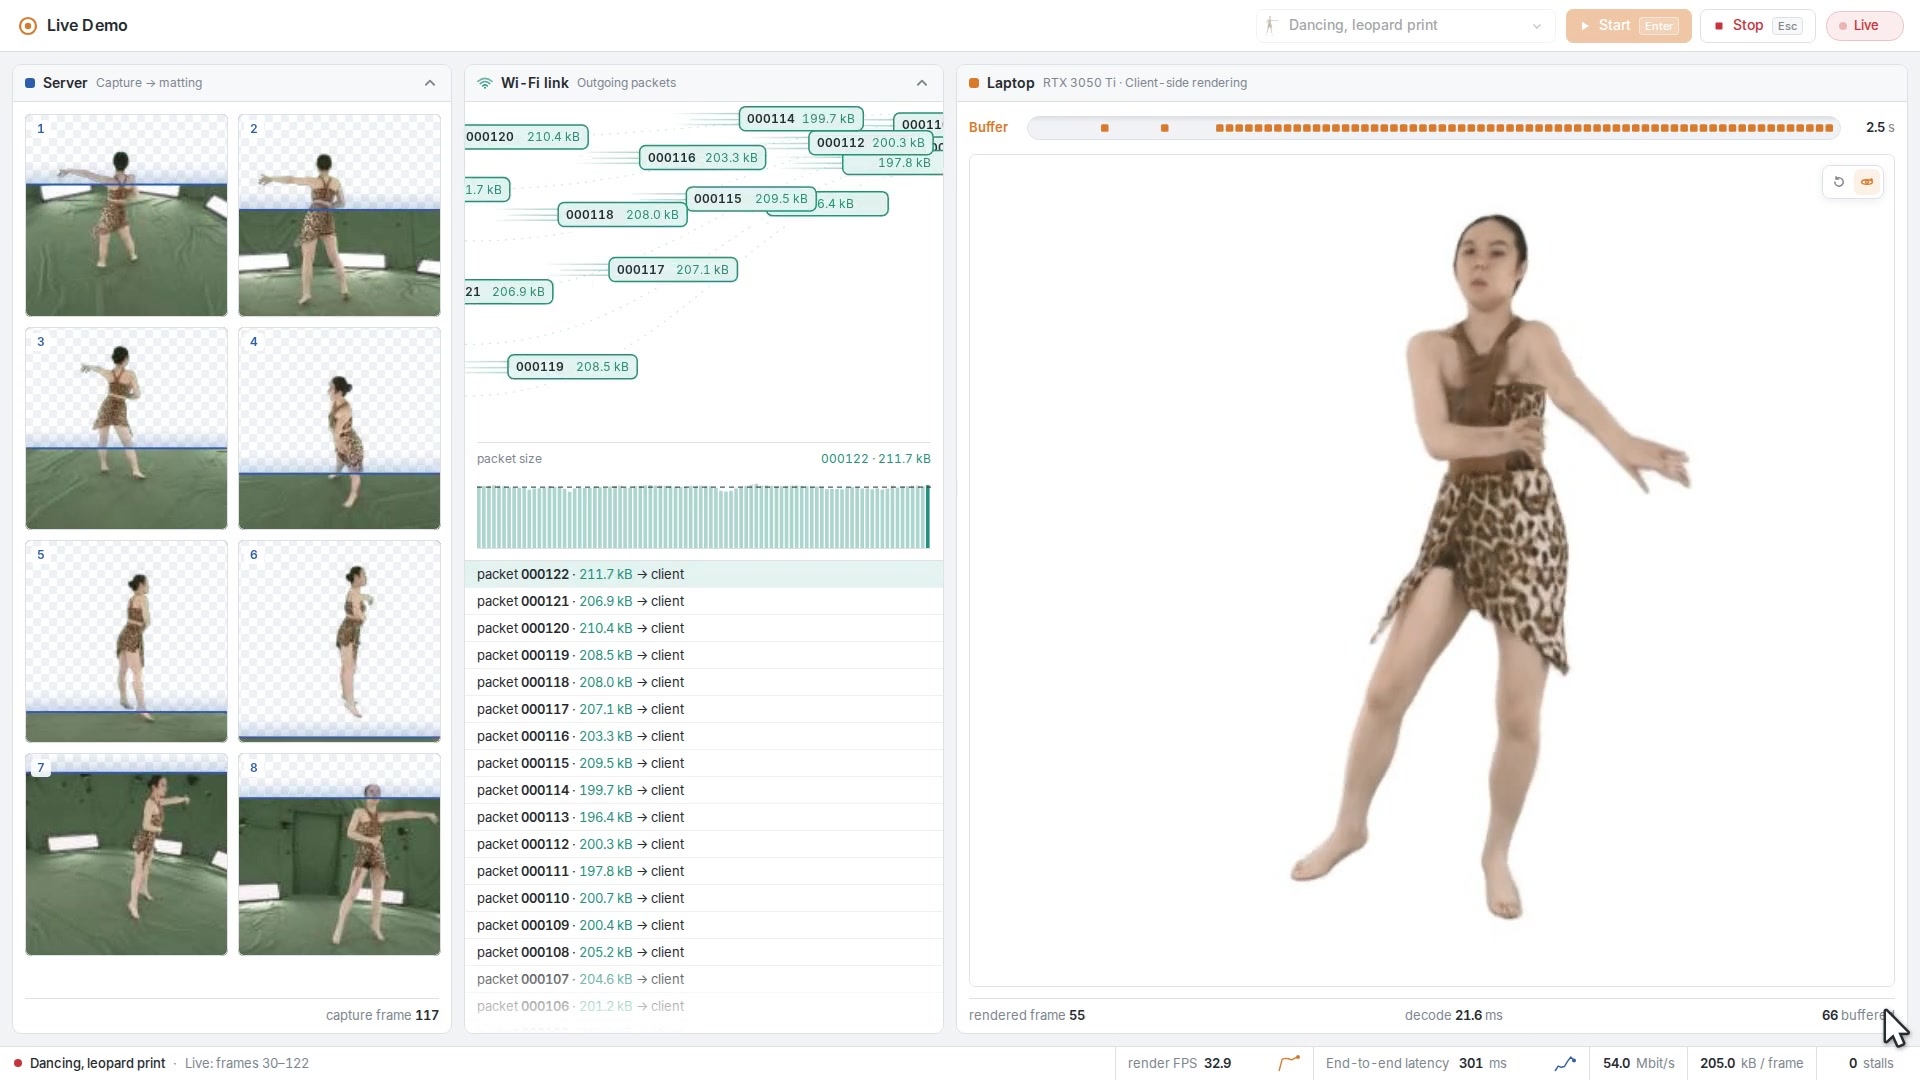 Live Demo
Dancing, leopard print
Start Enter
Stop Esc
Live
Server Capture → matting
1
2
3
4
5
6
7
8
capture frame 117
Wi-Fi link Outgoing packets
000114 199.7 kB
00011
000120 210.4 kB
000112 200.3 kB
000116 203.3 kB
197.8 kB
1.7 kB
000115 209.5 kB
6.4 kB
000118 208.0 kB
000117 207.1 kB
21 206.9 kB
000119 208.5 kB
packet size
000122 · 211.7 kB
packet 000122 · 211.7 kB → client
packet 000121 · 206.9 kB → client
packet 000120 · 210.4 kB → client
packet 000119 · 208.5 kB → client
packet 000118 · 208.0 kB → client
packet 000117 · 207.1 kB → client
packet 000116 · 203.3 kB → client
packet 000115 · 209.5 kB → client
packet 000114 · 199.7 kB → client
packet 000113 · 196.4 kB → client
packet 000112 · 200.3 kB → client
packet 000111 · 197.8 kB → client
packet 000110 · 200.7 kB → client
packet 000109 · 200.4 kB → client
packet 000108 · 205.2 kB → client
packet 000107 · 204.6 kB → client
packet 000106 · 201.2 kB → client
Laptop RTX 3050 Ti · Client-side rendering
Buffer
2.5 s
rendered frame 55
decode 21.6 ms
66 buffered
Dancing, leopard print · Live: frames 30–122
render FPS 32.9
End-to-end latency 301 ms
54.0 Mbit/s
205.0 kB / frame
0 stalls